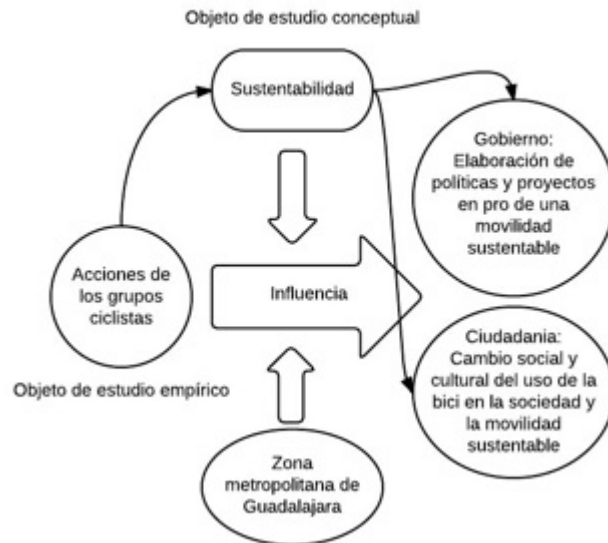 Objeto de estudio conceptual
Sustentabilidad
Gobierno:
Elaboración de
políticas y proyectos
en pro de una
movilidad
sustentable
Acciones de
los grupos
ciclistas
Influencia
Objeto de estudio empírico
Ciudadania:
Cambio social y
cultural del uso de la
bici en la sociedad y
la movilidad
sustentable
Zona
metropolitana de
Guadalajara